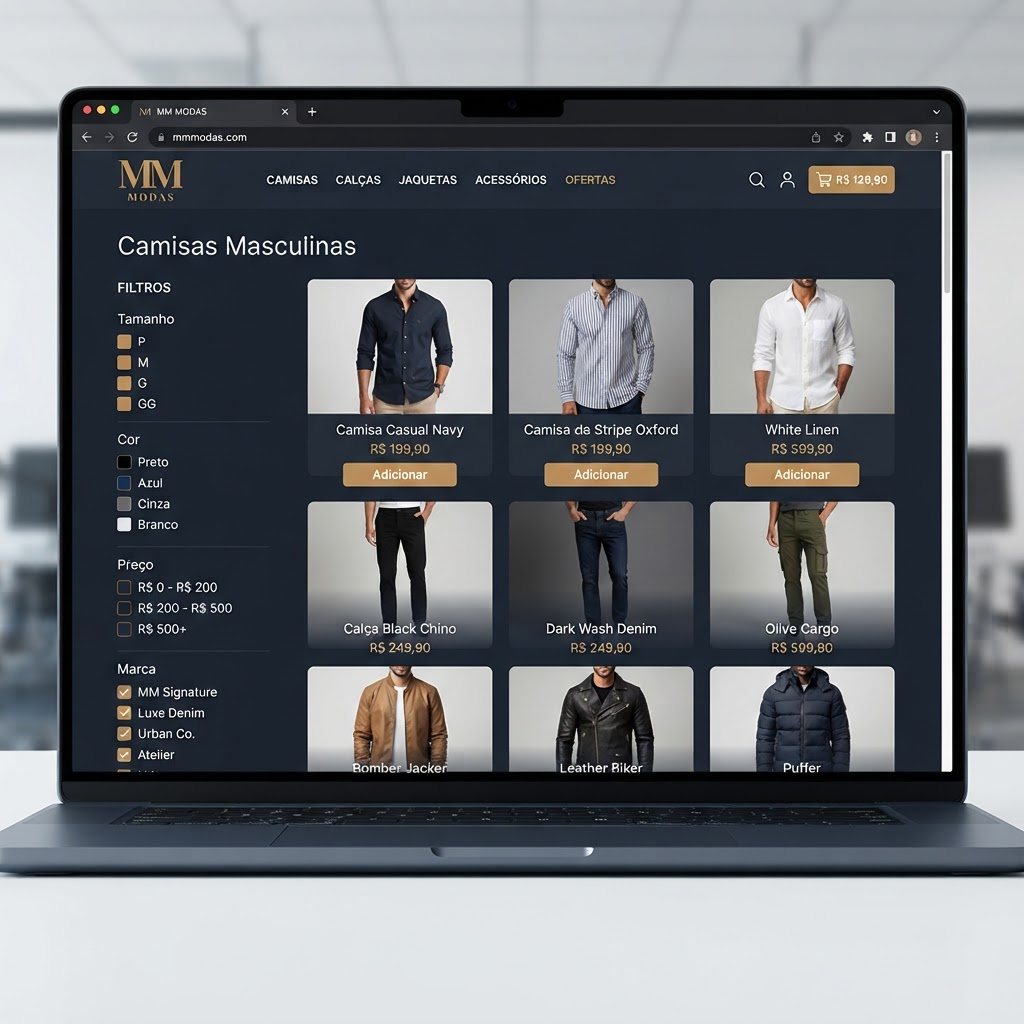 MM MODAS
mmmodas.com
MM
MODAS
CAMISAS CALÇAS JAQUETAS ACESSÓRIOS OFERTAS
R$ 128,90
Camisas Masculinas
FILTROS
Tamanho
P
M
G
GG
Cor
Preto
Azul
Cinza
Branco
Preço
R$ 0 - R$ 200
R$ 200 - R$ 500
R$ 500+
Marca
MM Signature
Luxe Denim
Urban Co.
Atelier
Camisa Casual Navy
R$ 199,90
Adicionar
Camisa de Stripe Oxford
R$ 199,90
Adicionar
White Linen
R$ 599,90
Adicionar
Calça Black Chino
R$ 249,90
Dark Wash Denim
R$ 249,90
Olive Cargo
R$ 599,80
Bomber Jacker
Leather Biker
Puffer